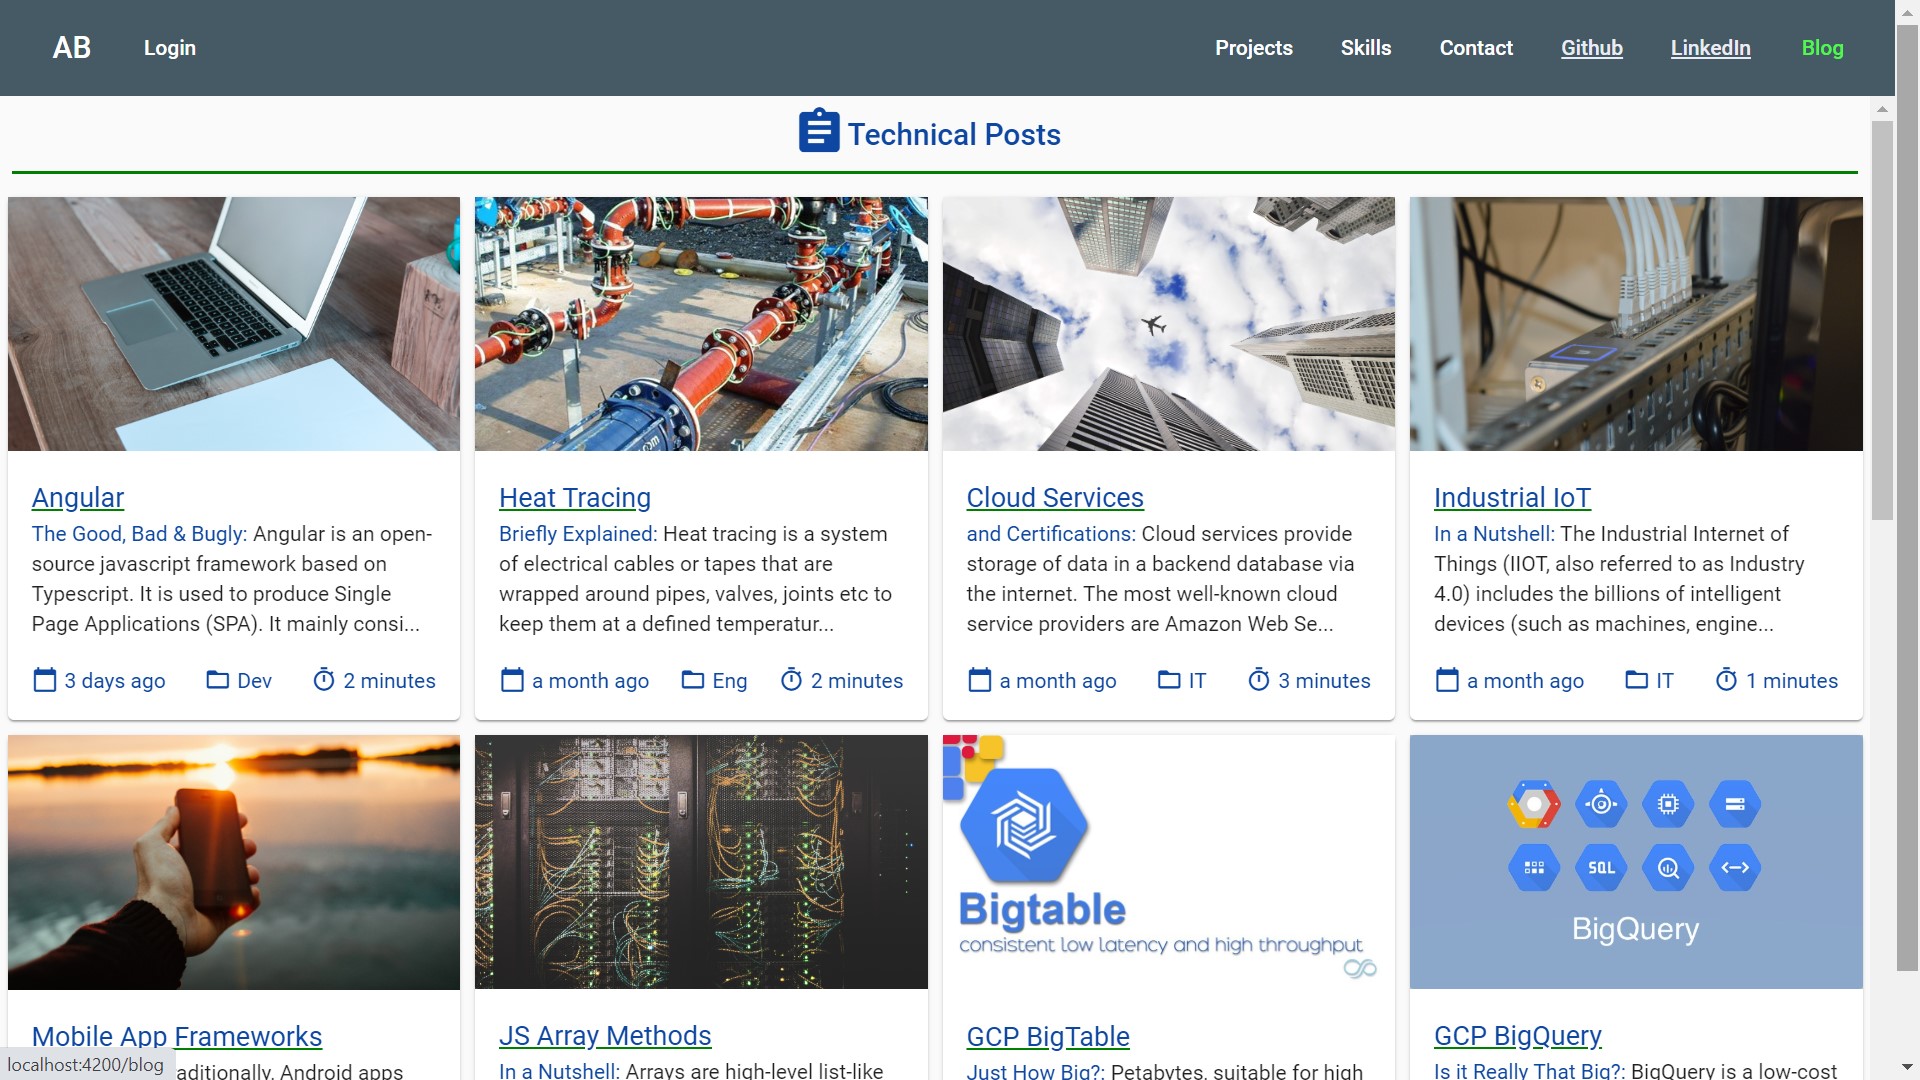 AB Login Projects Skills Contact Github LinkedIn Blog
Technical Posts
Angular
The Good, Bad & Bugly: Angular is an open-
source javascript framework based on
Typescript. It is used to produce Single
Page Applications (SPA). It mainly consi...
3 days ago Dev 2 minutes
Heat Tracing
Briefly Explained: Heat tracing is a system
of electrical cables or tapes that are
wrapped around pipes, valves, joints etc to
keep them at a defined temperatur...
a month ago Eng 2 minutes
Cloud Services
and Certifications: Cloud services provide
storage of data in a backend database via
the internet. The most well-known cloud
service providers are Amazon Web Se...
a month ago IT 3 minutes
Industrial IoT
In a Nutshell: The Industrial Internet of
Things (IIOT, also referred to as Industry
4.0) includes the billions of intelligent
devices (such as machines, engine...
a month ago IT 1 minutes
Mobile App Frameworks
aditionally, Android apps
JS Array Methods
In a Nutshell: Arrays are high-level list-like
Bigtable
consistent low latency and high throughput
GCP BigTable
Just How Big?: Petabytes, suitable for high
SQL
BigQuery
GCP BigQuery
Is it Really That Big?: BigQuery is a low-cost
localhost:4200/blog